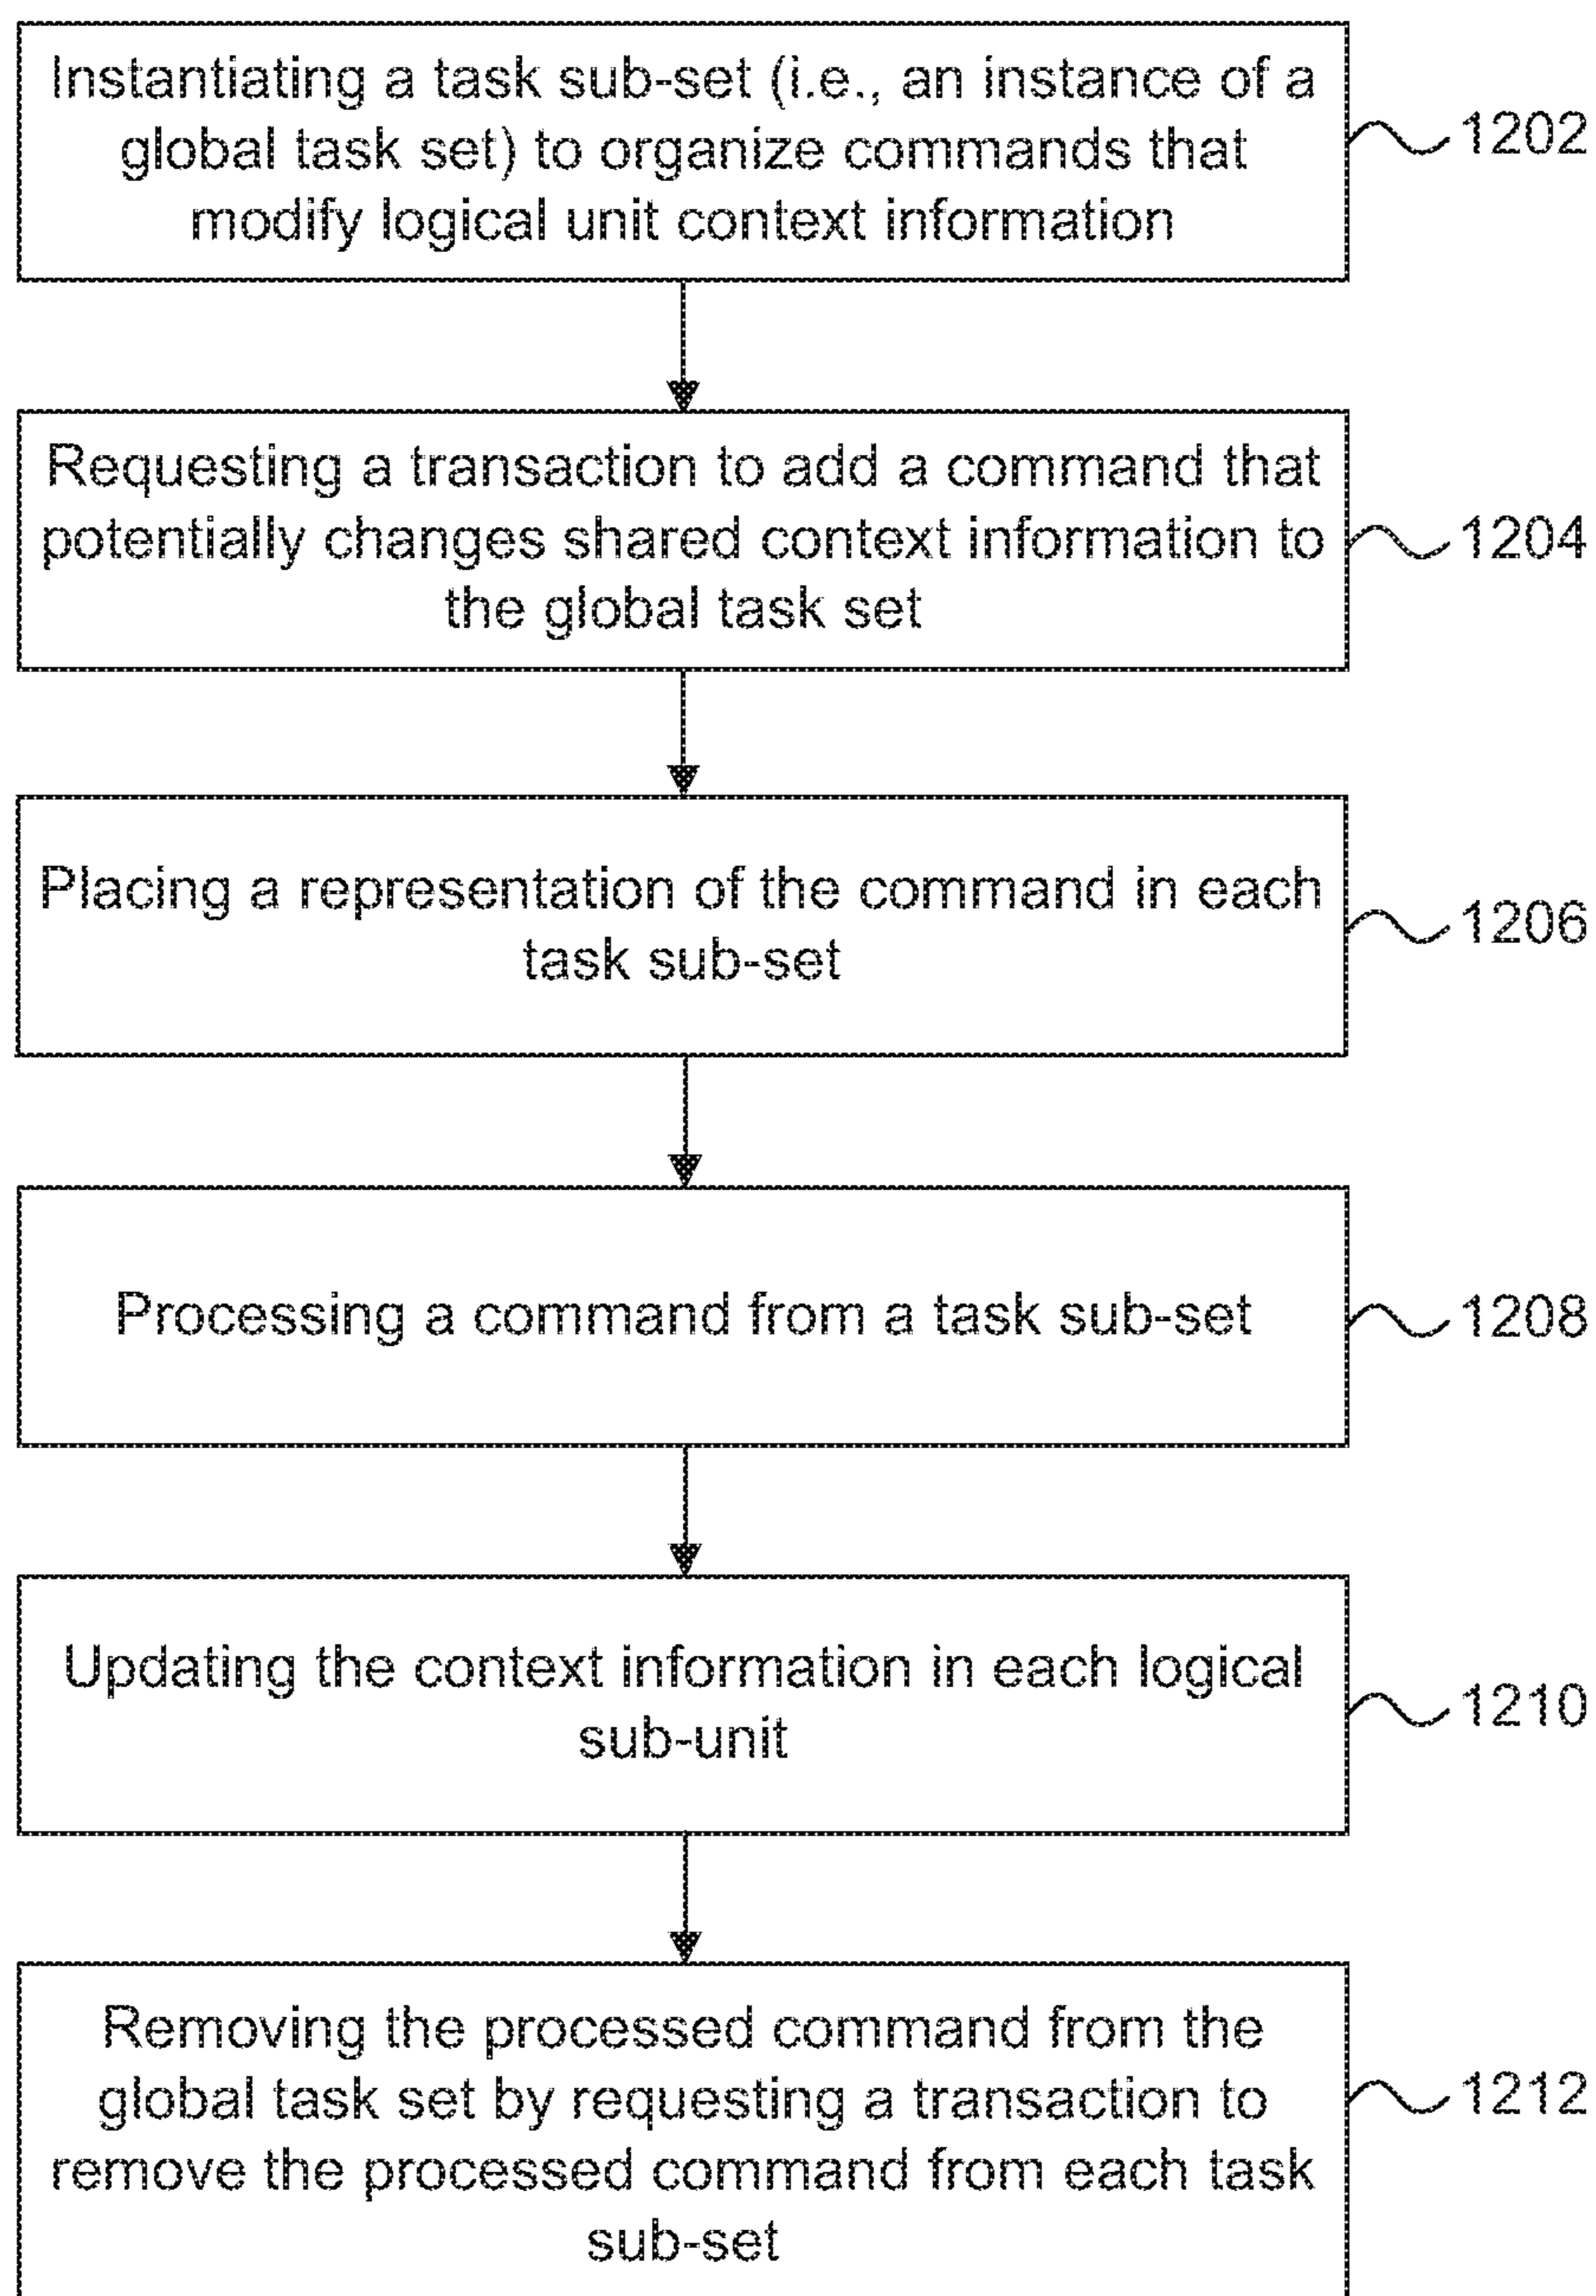 Instantiating a task sub-set (i.e., an instance of a
global task set) to organize commands that
modify logical unit context information
1202
Requesting a transaction to add a command that
potentially changes shared context information to
the global task set
1204
Placing a representation of the command in each
task sub-set
1206
Processing a command from a task sub-set
1208
Updating the context information in each logical
sub-unit
1210
Removing the processed command from the
global task set by requesting a transaction to
remove the processed command from each task
sub-set
1212